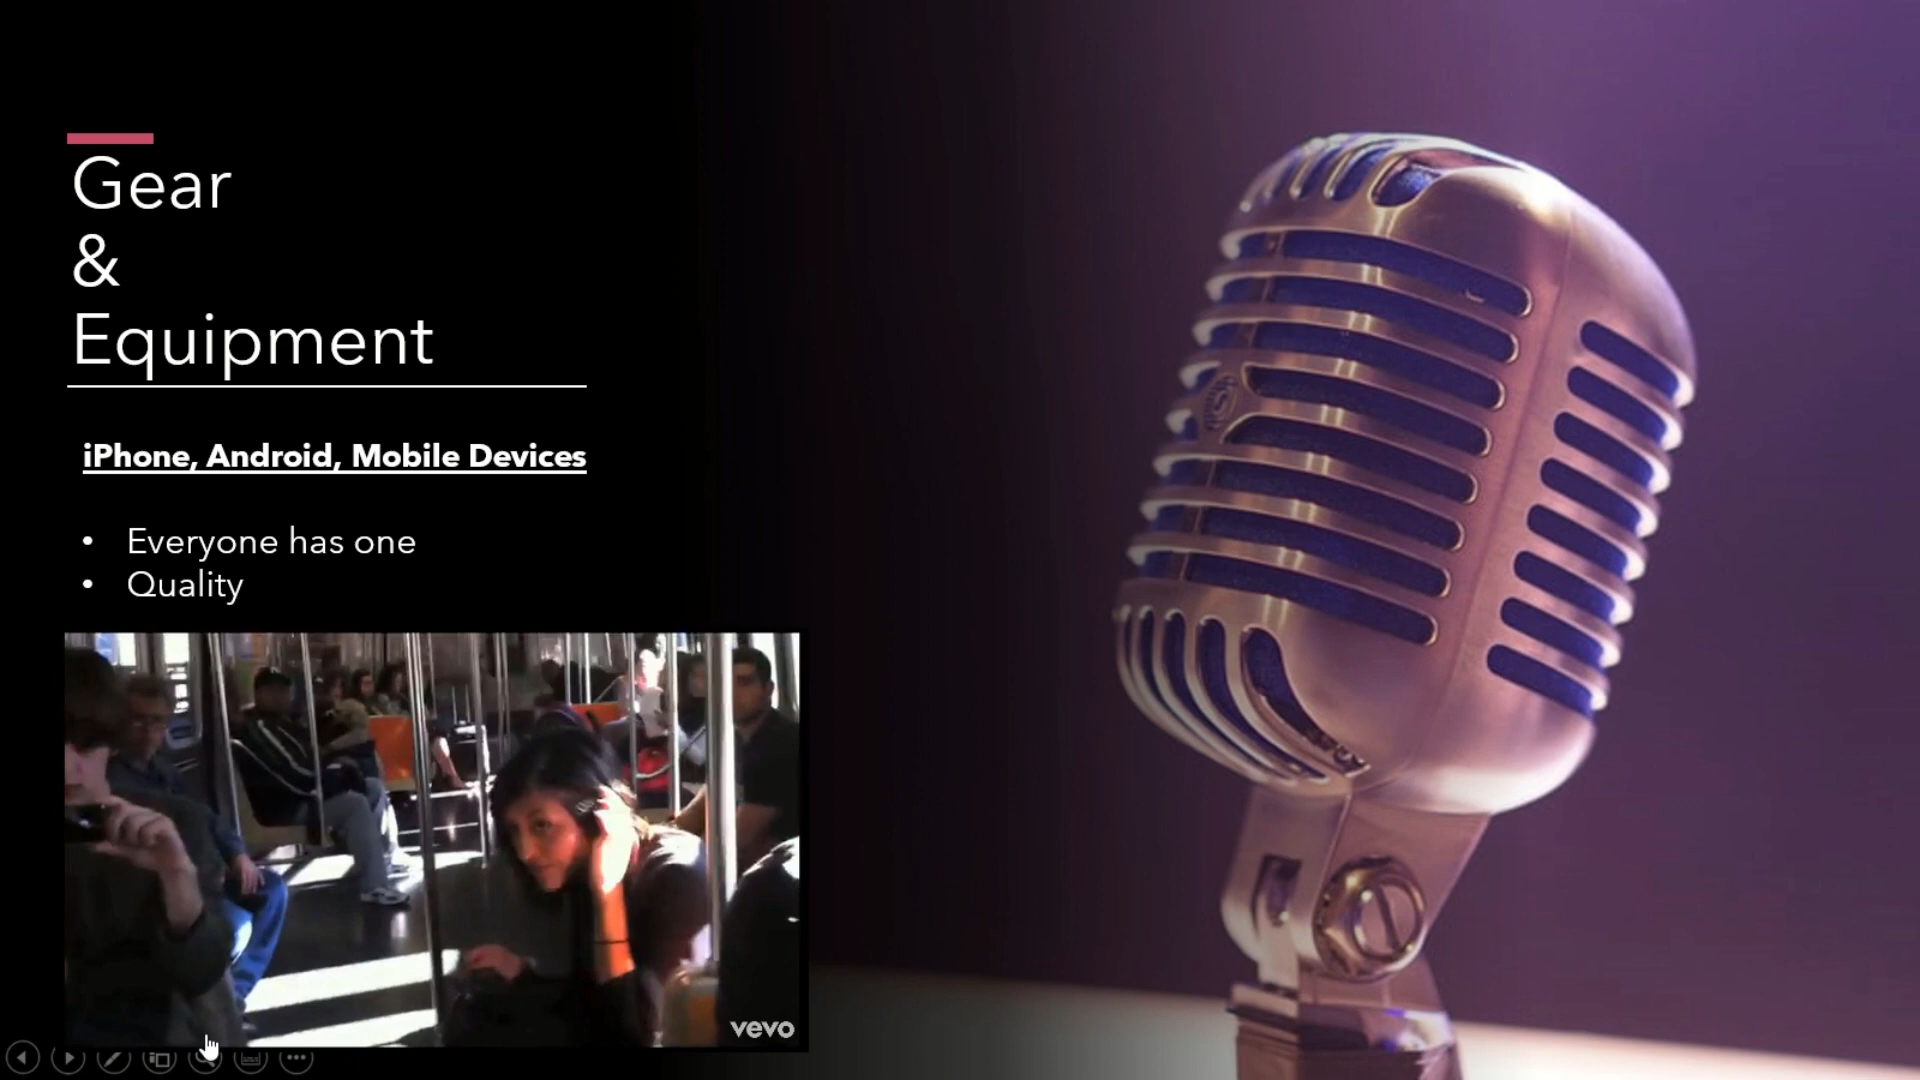 Gear
&
Equipment
iPhone, Android, Mobile Devices
• Everyone has one
• Quality
vevo